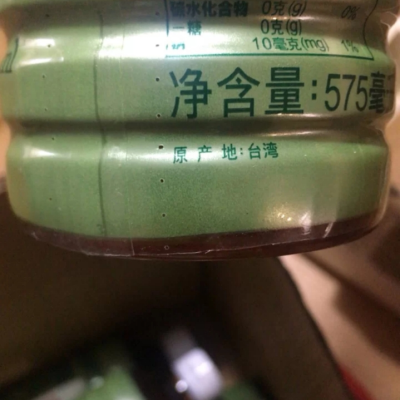 碳水化合物 0克(g) 0%
一糖 0克(g)
钠 10毫克(mg) 1%
净含量:575毫
原产地:台湾